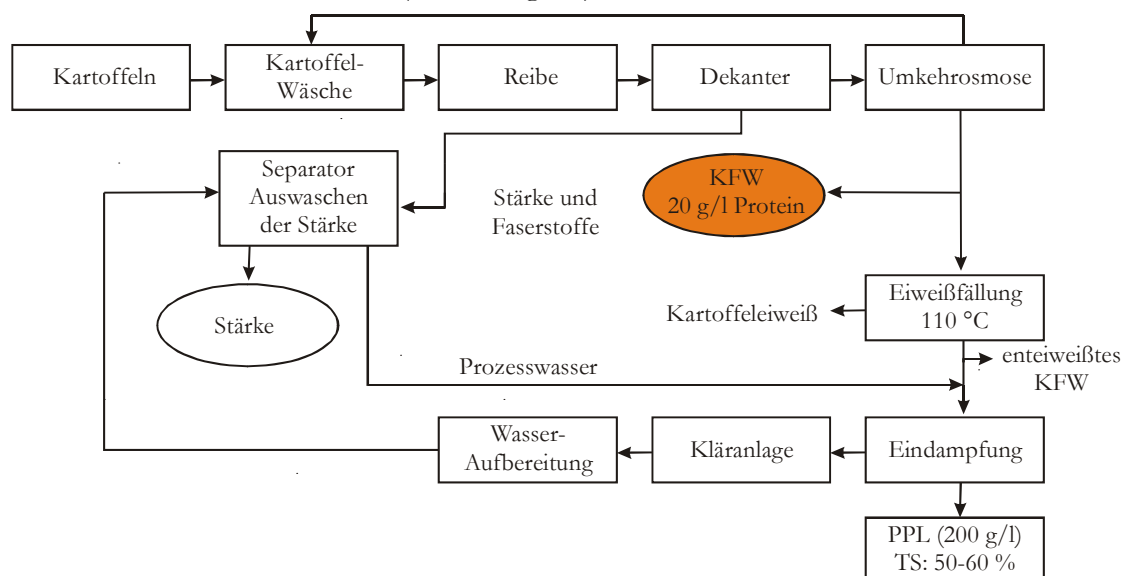 Kartoffeln
Kartoffel-
Wäsche
Reibe
Dekanter
Umkehrosmose
Separator
Auswaschen
der Stärke
Stärke und
Faserstoffe
KFW
20 g/l Protein
Stärke
Kartoffeleiweiß
Eiweißfällung
110 °C
Prozesswasser
enteiweißtes
KFW
Wasser-
Aufbereitung
Kläranlage
Eindampfung
PPL (200 g/l)
TS: 50-60 %